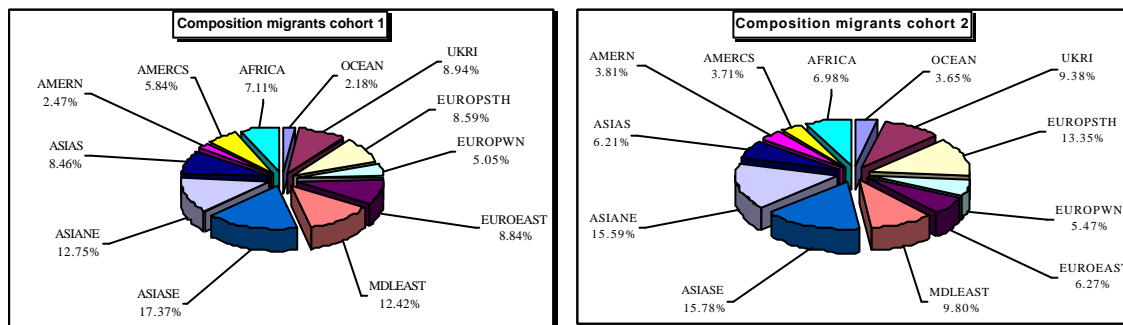 Composition migrants cohort 1
UKRI
8.94%
OCEAN
2.18%
AFRICA
7.11%
AMERCS
5.84%
AMERN
2.47%
EUROPSTH
8.59%
ASIAS
8.46%
EUROPWN
5.05%
EUROEAST
8.84%
ASIANE
12.75%
MDLEAST
12.42%
ASIASE
17.37%
Composition migrants cohort 2
AMERN
3.81%
AMERCS
3.71%
AFRICA
6.98%
OCEAN
3.65%
UKRI
9.38%
EUROPSTH
13.35%
ASIAS
6.21%
ASIANE
15.59%
EUROPWN
5.47%
EUROEAST
6.27%
ASIASE
15.78%
MDLEAST
9.80%